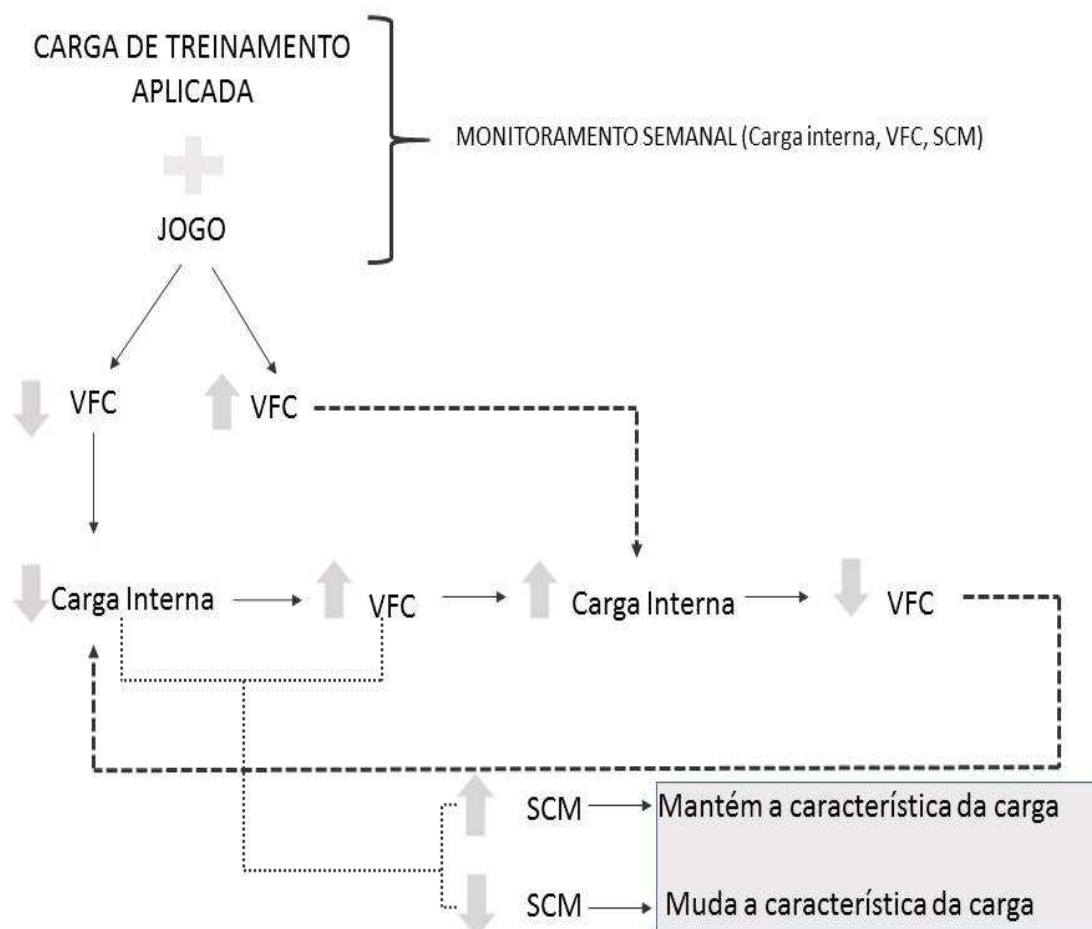 CARGA DE TREINAMENTO
APLICADA
MONITORAMENTO SEMANAL (Carga interna, VFC, SCM)
JOGO
VFC
VFC
Carga Interna
VFC
Carga Interna
VFC
SCM
Mantém a característica da carga
SCM
Muda a característica da carga